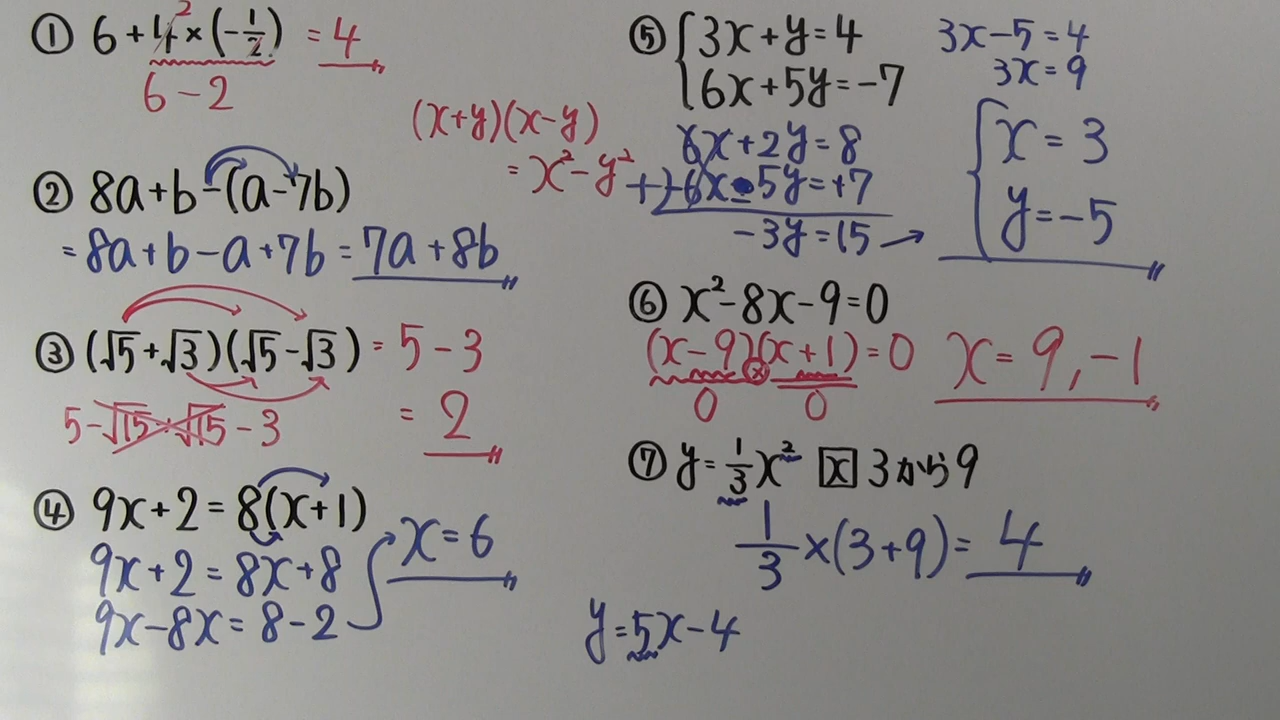 ① 6+4×(-1/2) = 4
2
6-2
② 8a+b-(a-7b)
=8a+b-a+7b=7a+8b
(x+y)(x-y)
=x²-y²
③ (√5+√3)(√5-√3)=5-3
5-√15+√15-3
=2
④ 9x+2=8(x+1)
9x+2=8x+8
9x-8x=8-2
x=6
⑤ {3x+y=4
6x+5y=-7
6x+2y=8
+)-6x-5y=+7
-3y=15→
3x-5=4
3x=9
{x=3
y=-5
⑥ x²-8x-9=0
(x-9)×(x+1)=0
0 0
x=9,-1
⑦ y=1/3x² x 3から9
1/3×(3+9)=4
y=5x-4